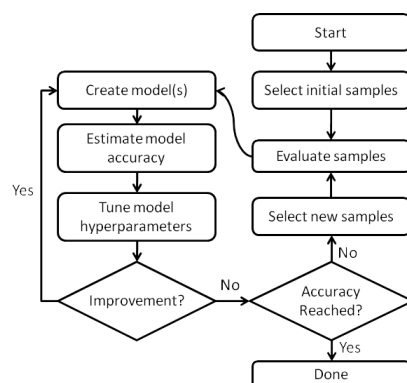 Start
Select initial samples
Evaluate samples
Create model(s)
Estimate model
accuracy
Tune model
hyperparameters
Improvement?
Yes
No
Accuracy
Reached?
No
Select new samples
Yes
Done